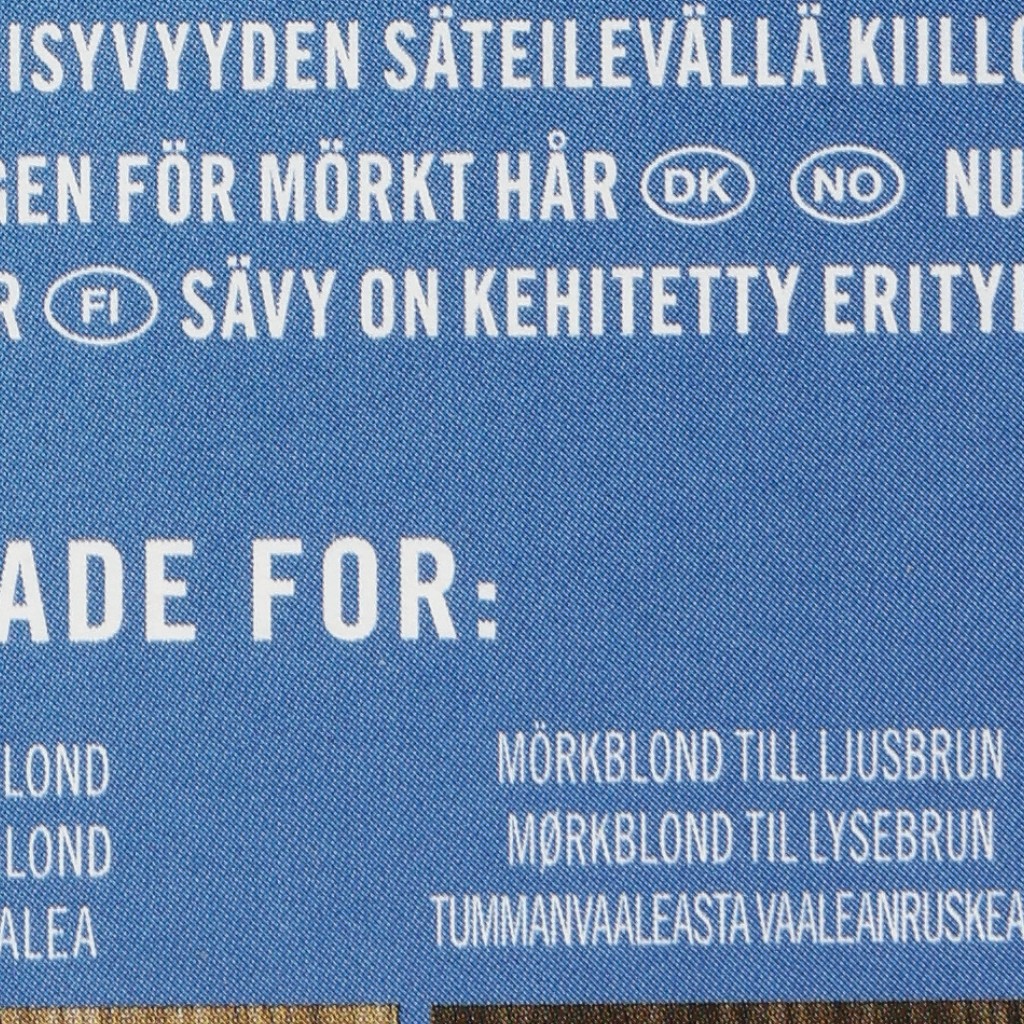 ISYVYYDEN SÄTEILEVÄLLÄ KIILLO
GEN FÖR MÖRKT HÅR DK NO NU
R FI SÄVY ON KEHITETTY ERITY
ADE FOR:
LOND
LOND
ALEA
MÖRKBLOND TILL LJUSBRUN
MØRKBLOND TIL LYSEBRUN
TUMMANVAALEASTA VAALEANRUSKEA